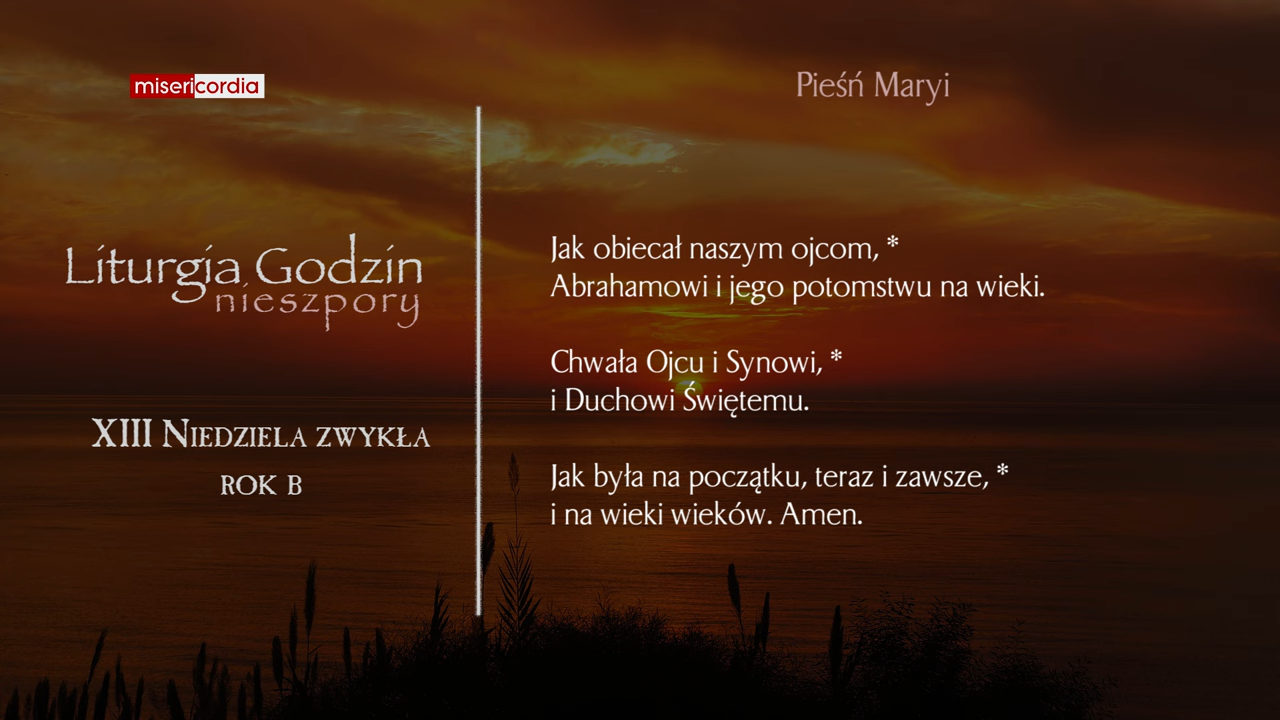 misericordia
Liturgia Godzin
nieszpory
XIII Niedziela zwykła
rok B
Pieśń Maryi
Jak obiecał naszym ojcom, *
Abrahamowi i jego potomstwu na wieki.
Chwała Ojcu i Synowi, *
i Duchowi Świętemu.
Jak była na początku, teraz i zawsze, *
i na wieki wieków. Amen.